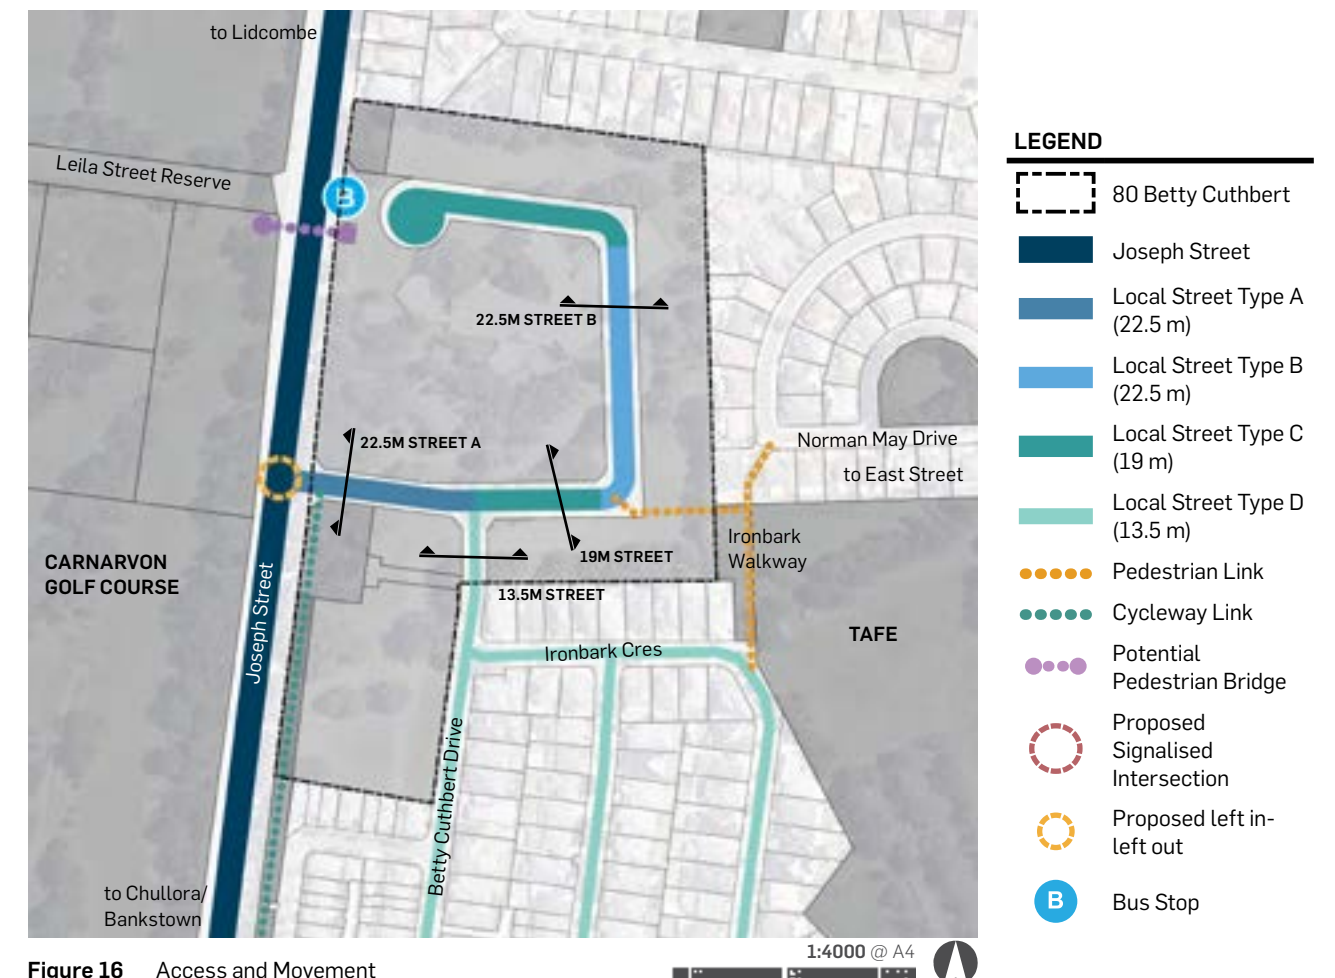 to Lidcombe
Leila Street Reserve
B
22.5M STREET B
22.5M STREET A
Norman May Drive
to East Street
Ironbark
Walkway
19M STREET
13.5M STREET
CARNARVON
GOLF COURSE
Joseph Street
TAFE
Ironbark Cres
Betty Cuthbert Drive
to Chullora/
Bankstown
LEGEND
80 Betty Cuthbert
Joseph Street
Local Street Type A
(22.5 m)
Local Street Type B
(22.5 m)
Local Street Type C
(19 m)
Local Street Type D
(13.5 m)
Pedestrian Link
Cycleway Link
Potential
Pedestrian Bridge
Proposed
Signalised
Intersection
Proposed left in-
left out
B
Bus Stop
1:4000 @ A4
Figure 16 Access and Movement